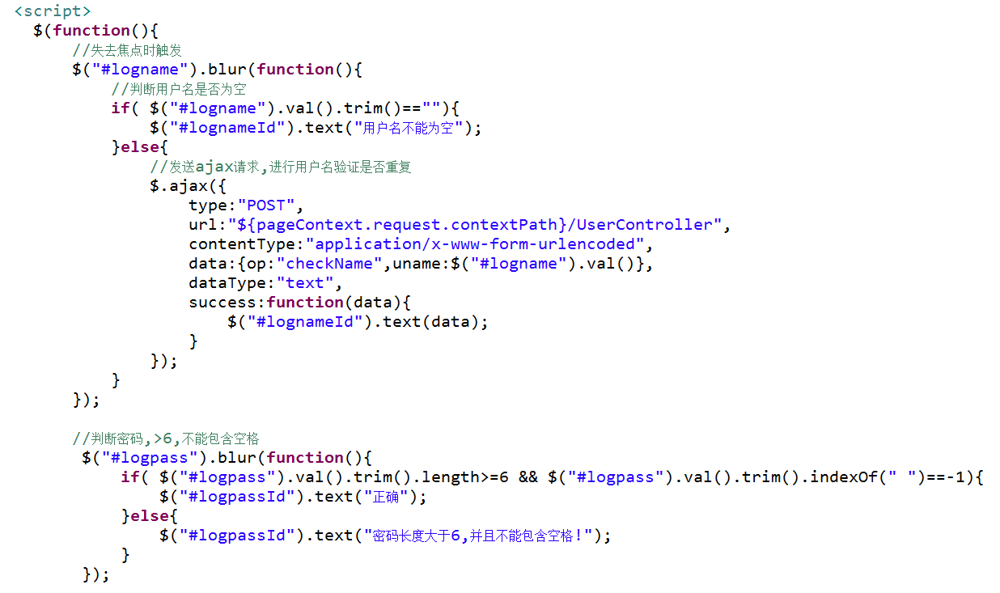 <script>
$(function(){
//失去焦点时触发
$("#logname").blur(function(){
//判断用户名是否为空
if( $("#logname").val().trim()==""){
$("#lognameId").text("用户名不能为空");
}else{
//发送ajax请求,进行用户名验证是否重复
$.ajax({
type:"POST",
url:"${pageContext.request.contextPath}/UserController",
contentType:"application/x-www-form-urlencoded",
data:{op:"checkName",uname:$("#logname").val()},
dataType:"text",
success:function(data){
$("#lognameId").text(data);
}
});
}
});
//判断密码,>6,不能包含空格
$("#logpass").blur(function(){
if( $("#logpass").val().trim().length>=6 && $("#logpass").val().trim().indexOf(" ")==-1){
$("#logpassId").text("正确");
}else{
$("#logpassId").text("密码长度大于6,并且不能包含空格!");
}
});